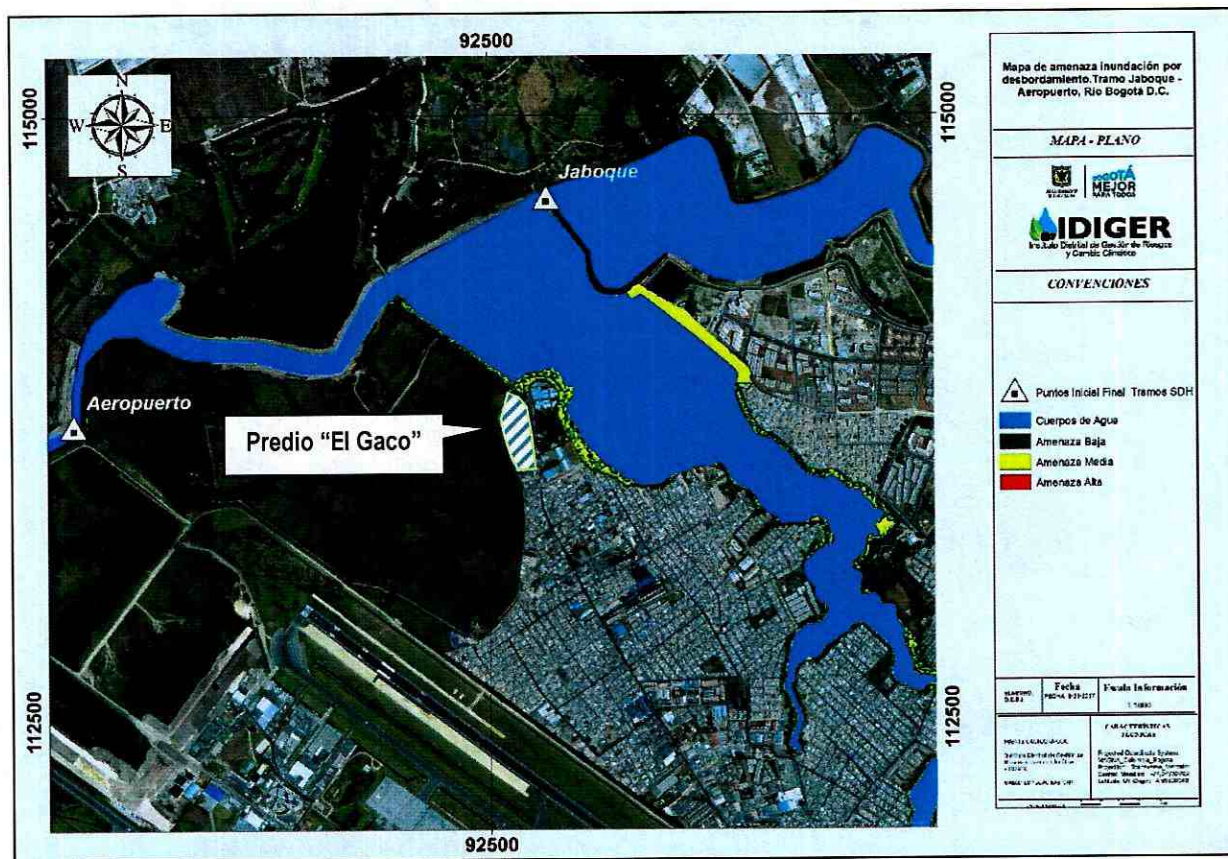 92500
115000
115000
N
W
E
S
Jaboque
Aeropuerto
Predio “El Gaco”
112500
112500
92500
Mapa de amenaza inundación por
desbordamiento.Tramo Jaboque -
Aeropuerto, Río Bogotá D.C.
MAPA - PLANO
BOGOTÁ
MEJOR
PARA TODOS
IDIGER
Instituto Distrital de Gestión de Riesgos
y Cambio Climático
CONVENCIONES
Puntos Inicial Final Tramos SDH
Cuerpos de Agua
Amenaza Baja
Amenaza Media
Amenaza Alta
Fecha
Escala Información
CARACTERÍSTICAS
TÉCNICAS